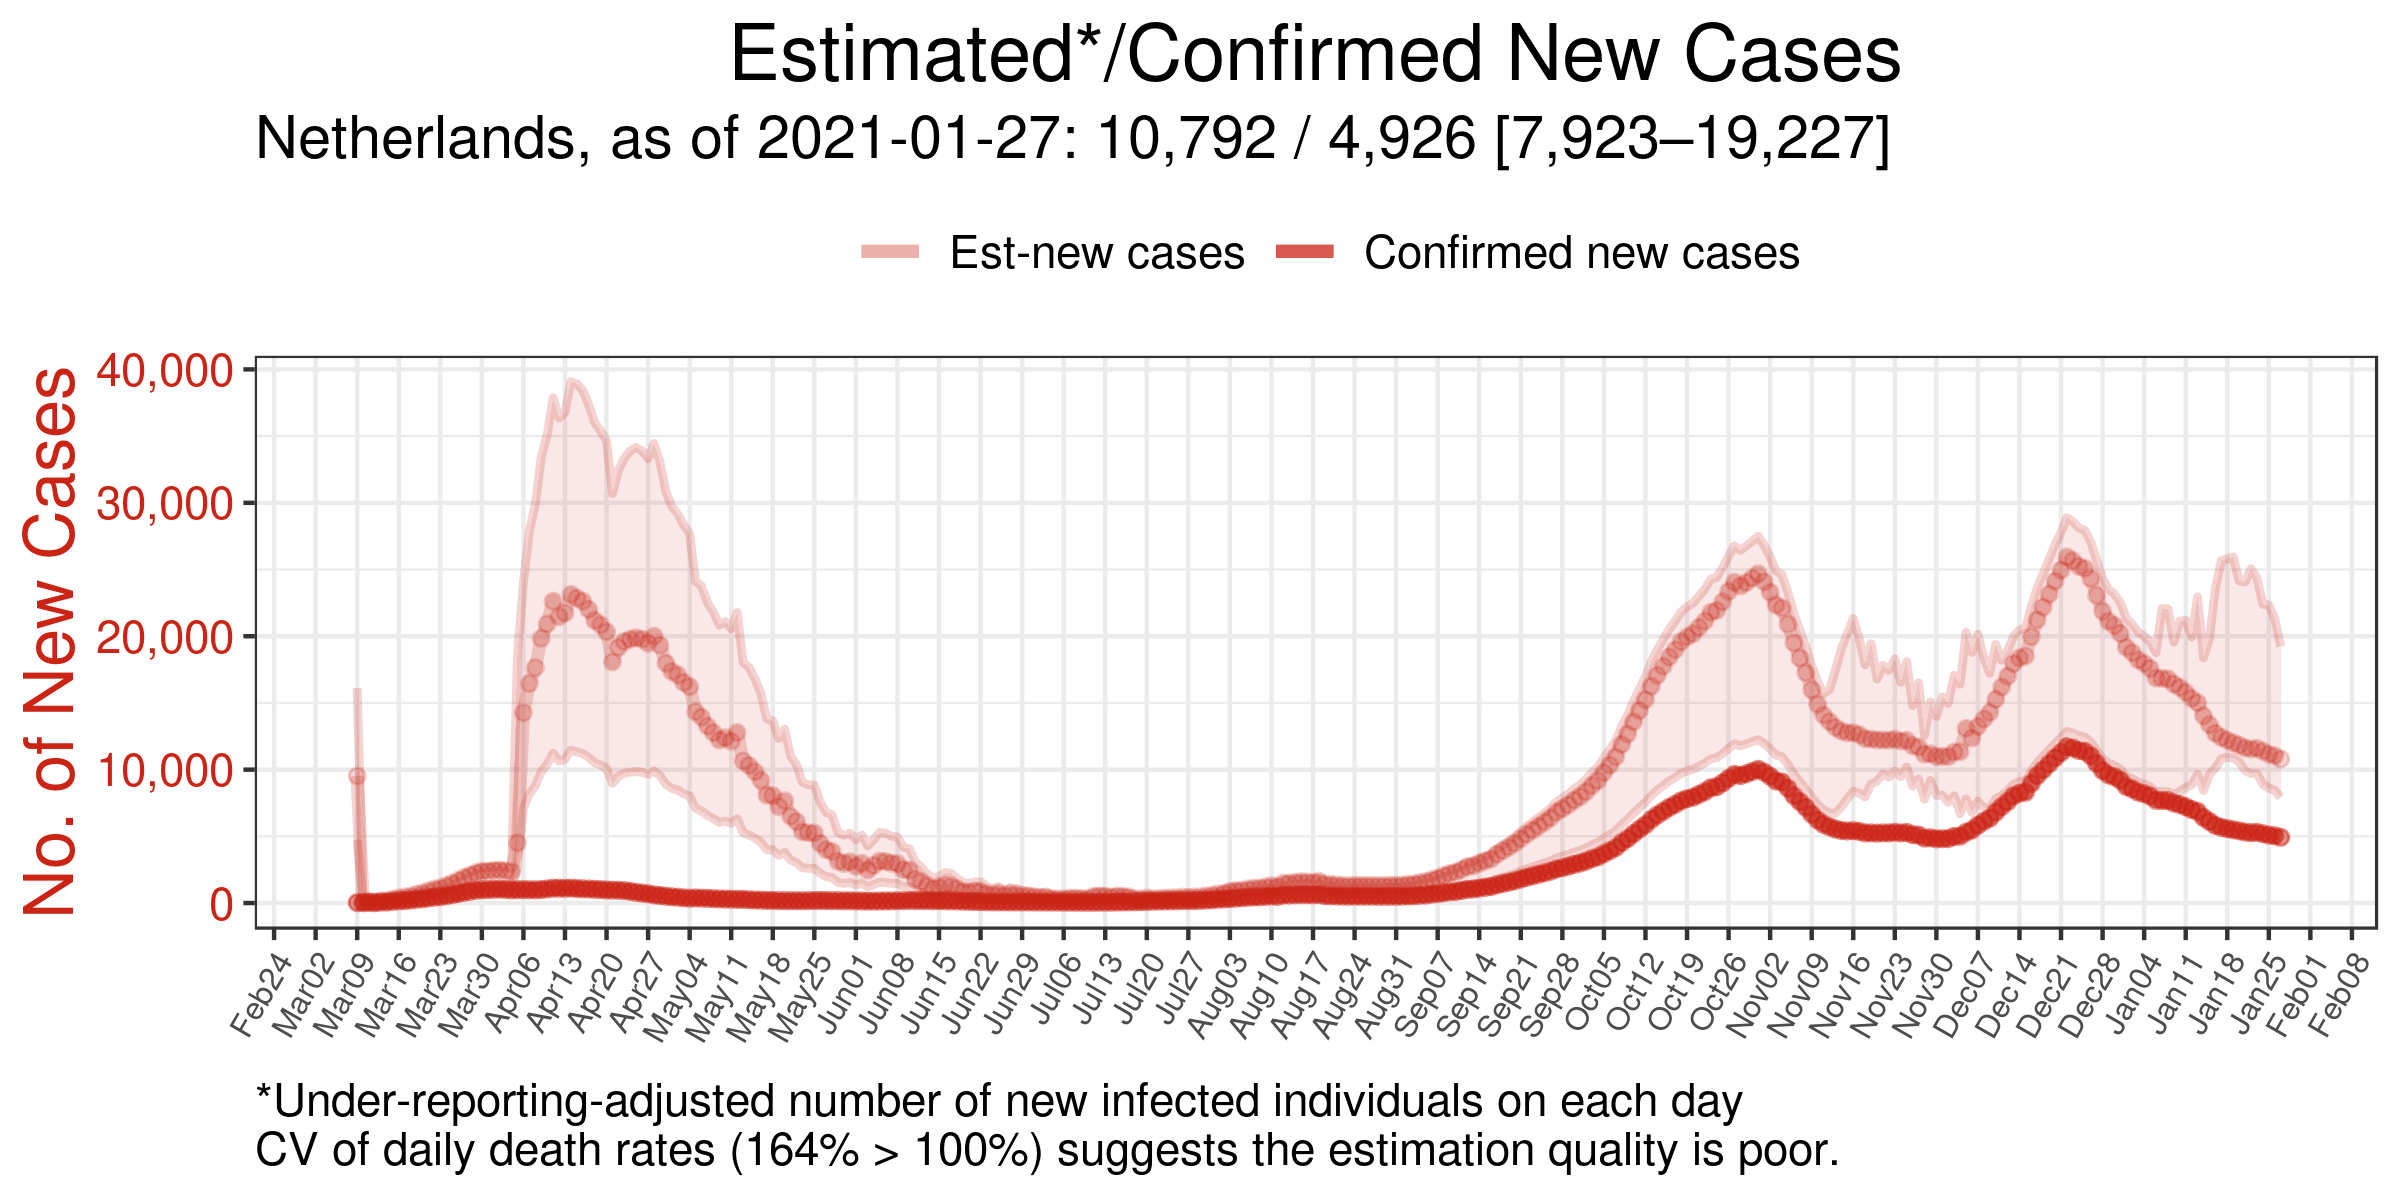 Estimated*/Confirmed New Cases
Netherlands, as of 2021-01-27: 10,792 / 4,926 [7,923–19,227]
Est-new cases Confirmed new cases
No. of New Cases
40,000
30,000
20,000
10,000
0
Feb24 Mar02 Mar09 Mar16 Mar23 Mar30 Apr06 Apr13 Apr20 Apr27 May04 May11 May18 May25 Jun01 Jun08 Jun15 Jun22 Jun29 Jul06 Jul13 Jul20 Jul27 Aug03 Aug10 Aug17 Aug24 Aug31 Sep07 Sep14 Sep21 Sep28 Oct05 Oct12 Oct19 Oct26 Nov02 Nov09 Nov16 Nov23 Nov30 Dec07 Dec14 Dec21 Dec28 Jan04 Jan11 Jan18 Jan25 Feb01 Feb08
*Under-reporting-adjusted number of new infected individuals on each day
CV of daily death rates (164% > 100%) suggests the estimation quality is poor.